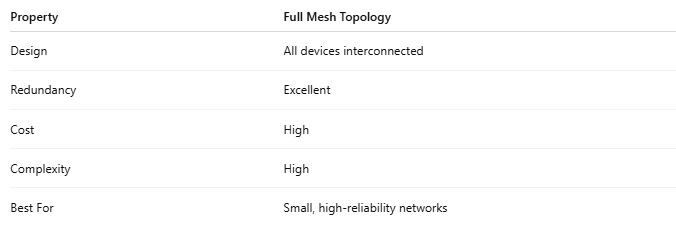 Property Full Mesh Topology
Design All devices interconnected
Redundancy Excellent
Cost High
Complexity High
Best For Small, high-reliability networks